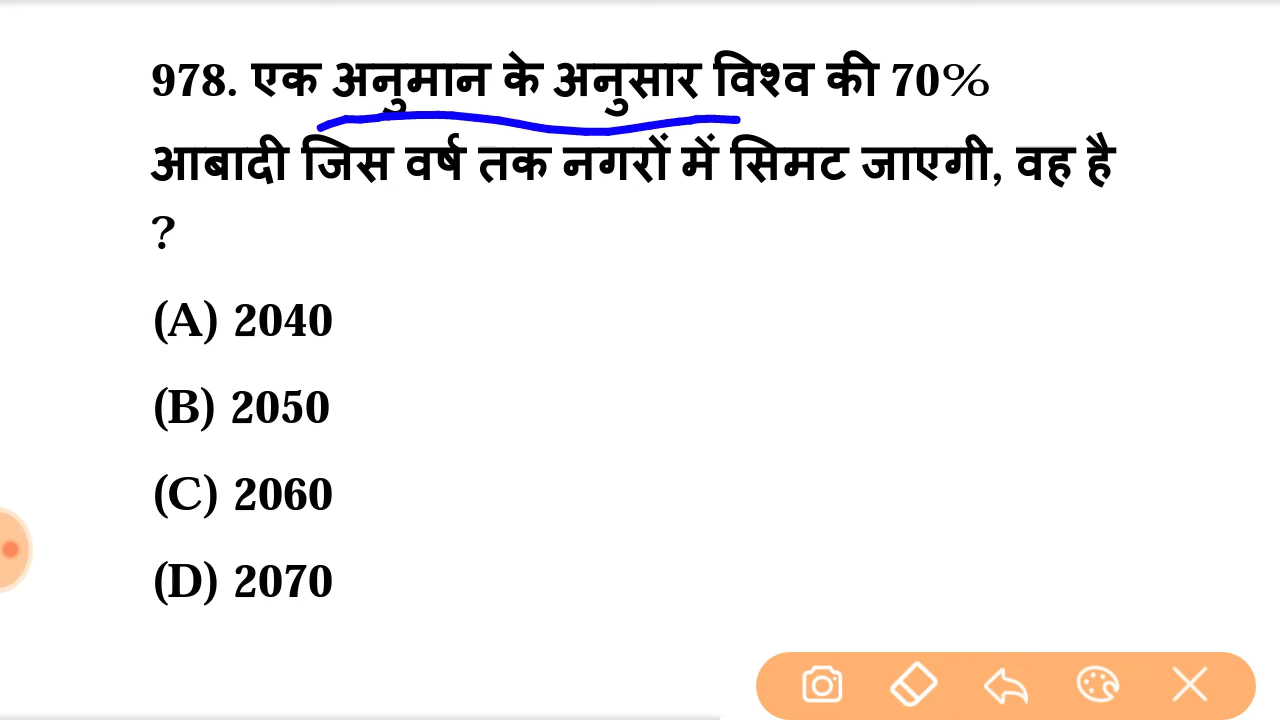 978. एक अनुमान के अनुसार विश्व की 70%
आबादी जिस वर्ष तक नगरों में सिमट जाएगी, वह है
?
(A) 2040
(B) 2050
(C) 2060
(D) 2070